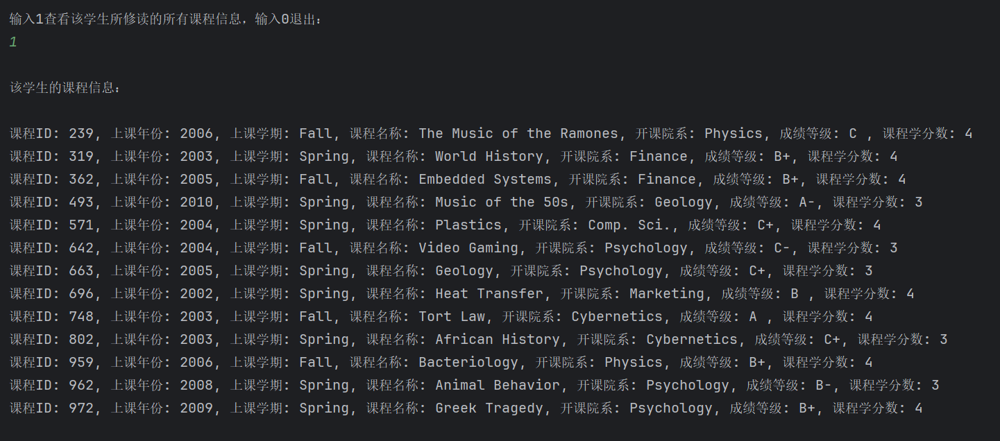 输入1查看该学生所修读的所有课程信息，输入0退出：
1
该学生的课程信息：
课程ID: 239, 上课年份: 2006, 上课学期: Fall, 课程名称: The Music of the Ramones, 开课院系: Physics, 成绩等级: C , 课程学分数: 4
课程ID: 319, 上课年份: 2003, 上课学期: Spring, 课程名称: World History, 开课院系: Finance, 成绩等级: B+, 课程学分数: 4
课程ID: 362, 上课年份: 2005, 上课学期: Fall, 课程名称: Embedded Systems, 开课院系: Finance, 成绩等级: B+, 课程学分数: 4
课程ID: 493, 上课年份: 2010, 上课学期: Spring, 课程名称: Music of the 50s, 开课院系: Geology, 成绩等级: A-, 课程学分数: 3
课程ID: 571, 上课年份: 2004, 上课学期: Spring, 课程名称: Plastics, 开课院系: Comp. Sci., 成绩等级: C+, 课程学分数: 4
课程ID: 642, 上课年份: 2004, 上课学期: Fall, 课程名称: Video Gaming, 开课院系: Psychology, 成绩等级: C-, 课程学分数: 3
课程ID: 663, 上课年份: 2005, 上课学期: Spring, 课程名称: Geology, 开课院系: Psychology, 成绩等级: C+, 课程学分数: 3
课程ID: 696, 上课年份: 2002, 上课学期: Spring, 课程名称: Heat Transfer, 开课院系: Marketing, 成绩等级: B , 课程学分数: 4
课程ID: 748, 上课年份: 2003, 上课学期: Fall, 课程名称: Tort Law, 开课院系: Cybernetics, 成绩等级: A , 课程学分数: 4
课程ID: 802, 上课年份: 2003, 上课学期: Spring, 课程名称: African History, 开课院系: Cybernetics, 成绩等级: C+, 课程学分数: 3
课程ID: 959, 上课年份: 2006, 上课学期: Fall, 课程名称: Bacteriology, 开课院系: Physics, 成绩等级: B+, 课程学分数: 4
课程ID: 962, 上课年份: 2008, 上课学期: Spring, 课程名称: Animal Behavior, 开课院系: Psychology, 成绩等级: B-, 课程学分数: 3
课程ID: 972, 上课年份: 2009, 上课学期: Spring, 课程名称: Greek Tragedy, 开课院系: Psychology, 成绩等级: B+, 课程学分数: 4